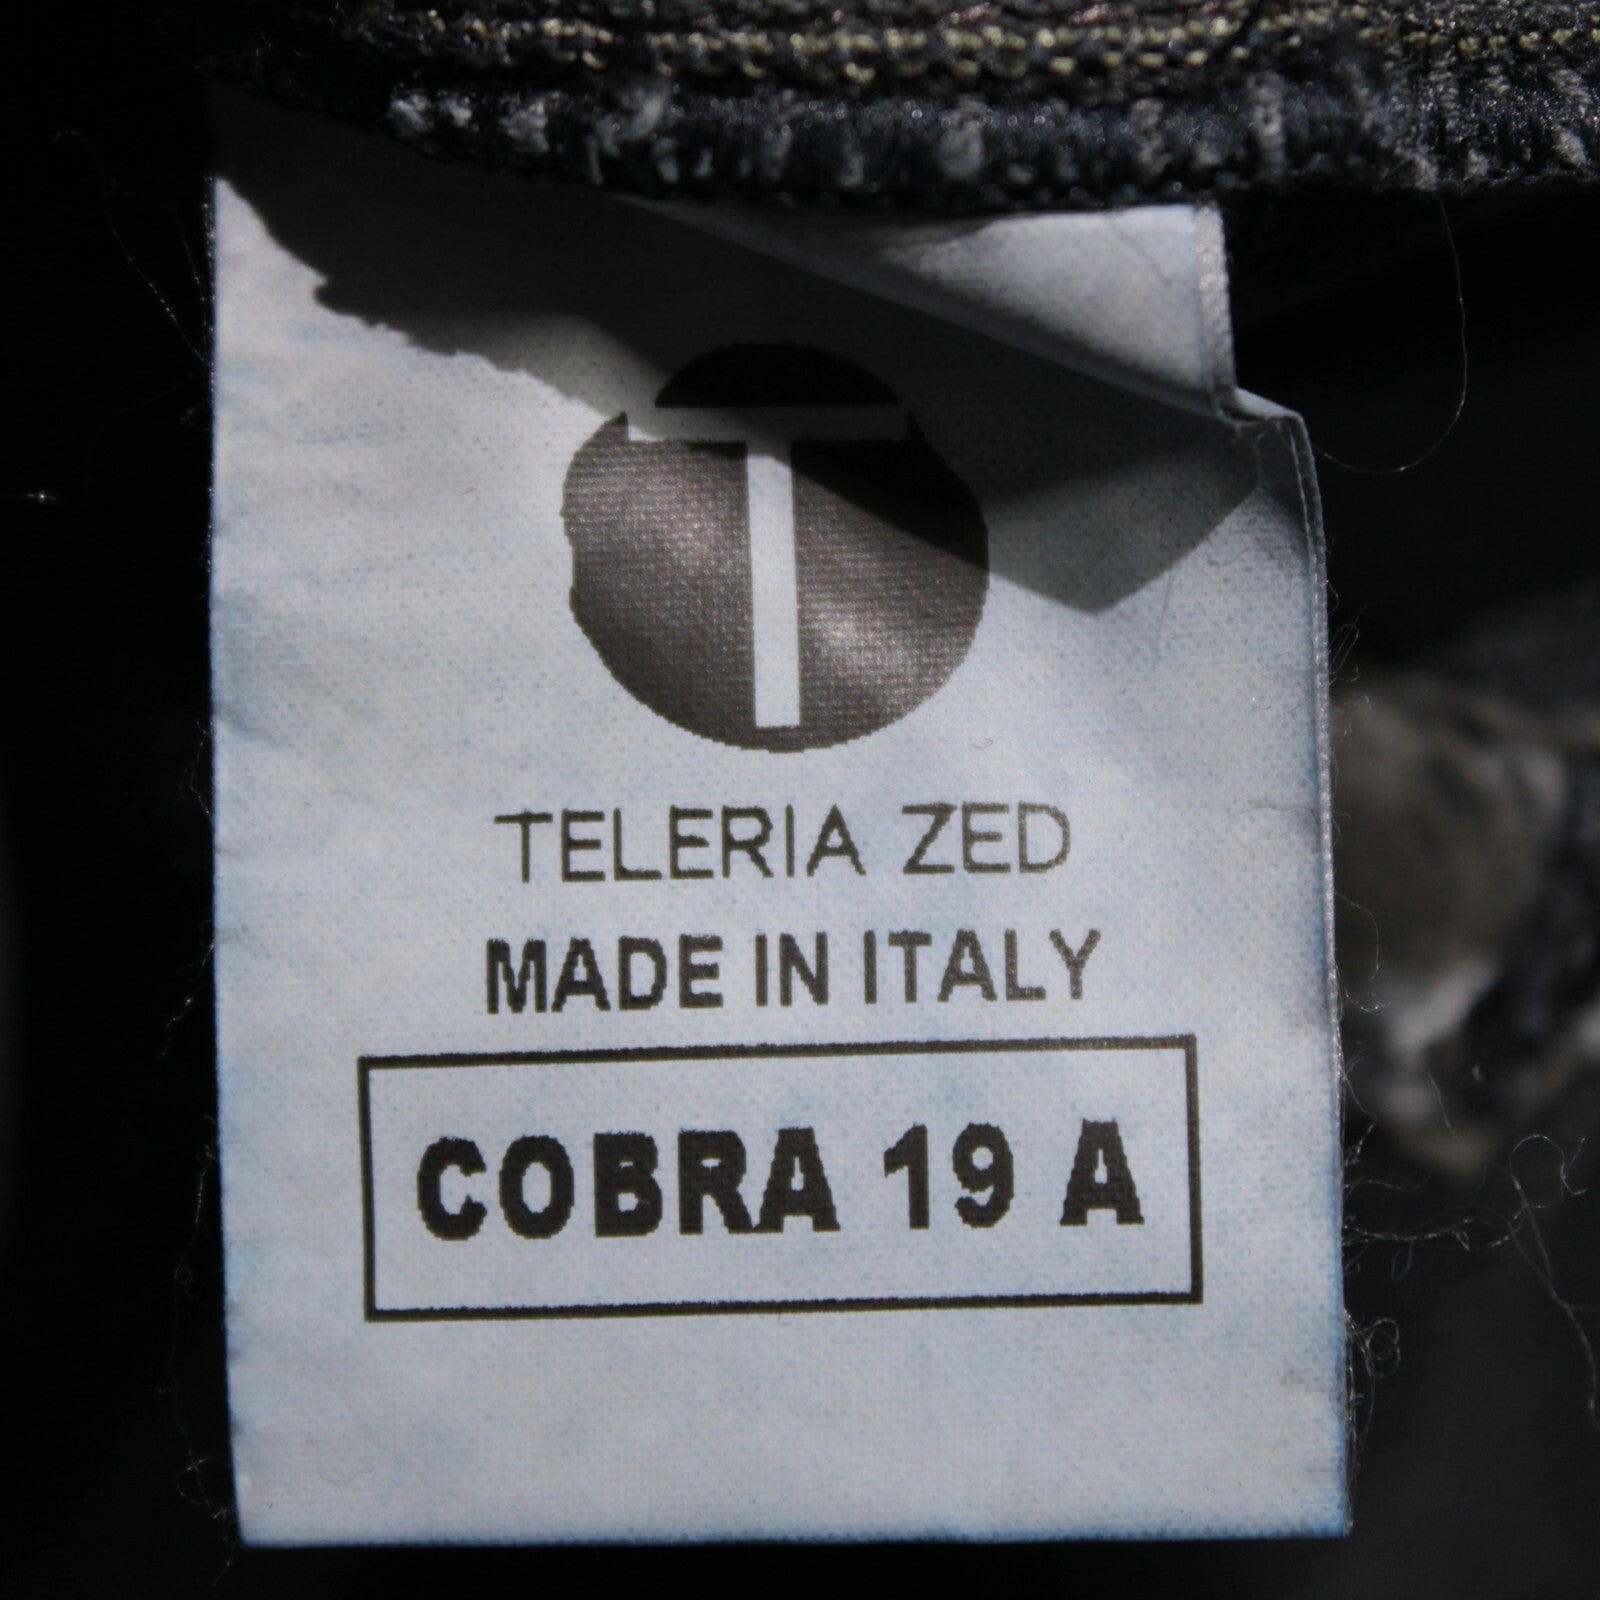 T
TELERIA ZED
MADE IN ITALY
COBRA 19 A